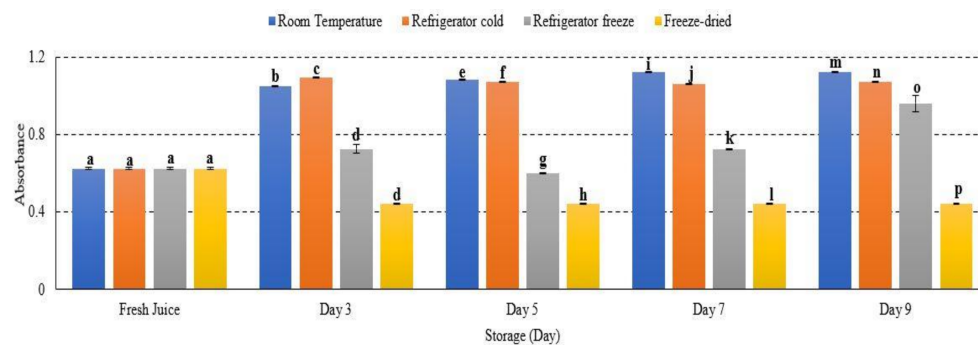 Room Temperature Refrigerator cold Refrigerator freeze Freeze-dried
1.2
0.8
0.4
0
Absorbance
a a a a
b c d d
e f g h
i j k l
m n o p
Fresh Juice Day 3 Day 5 Day 7 Day 9
Storage (Day)